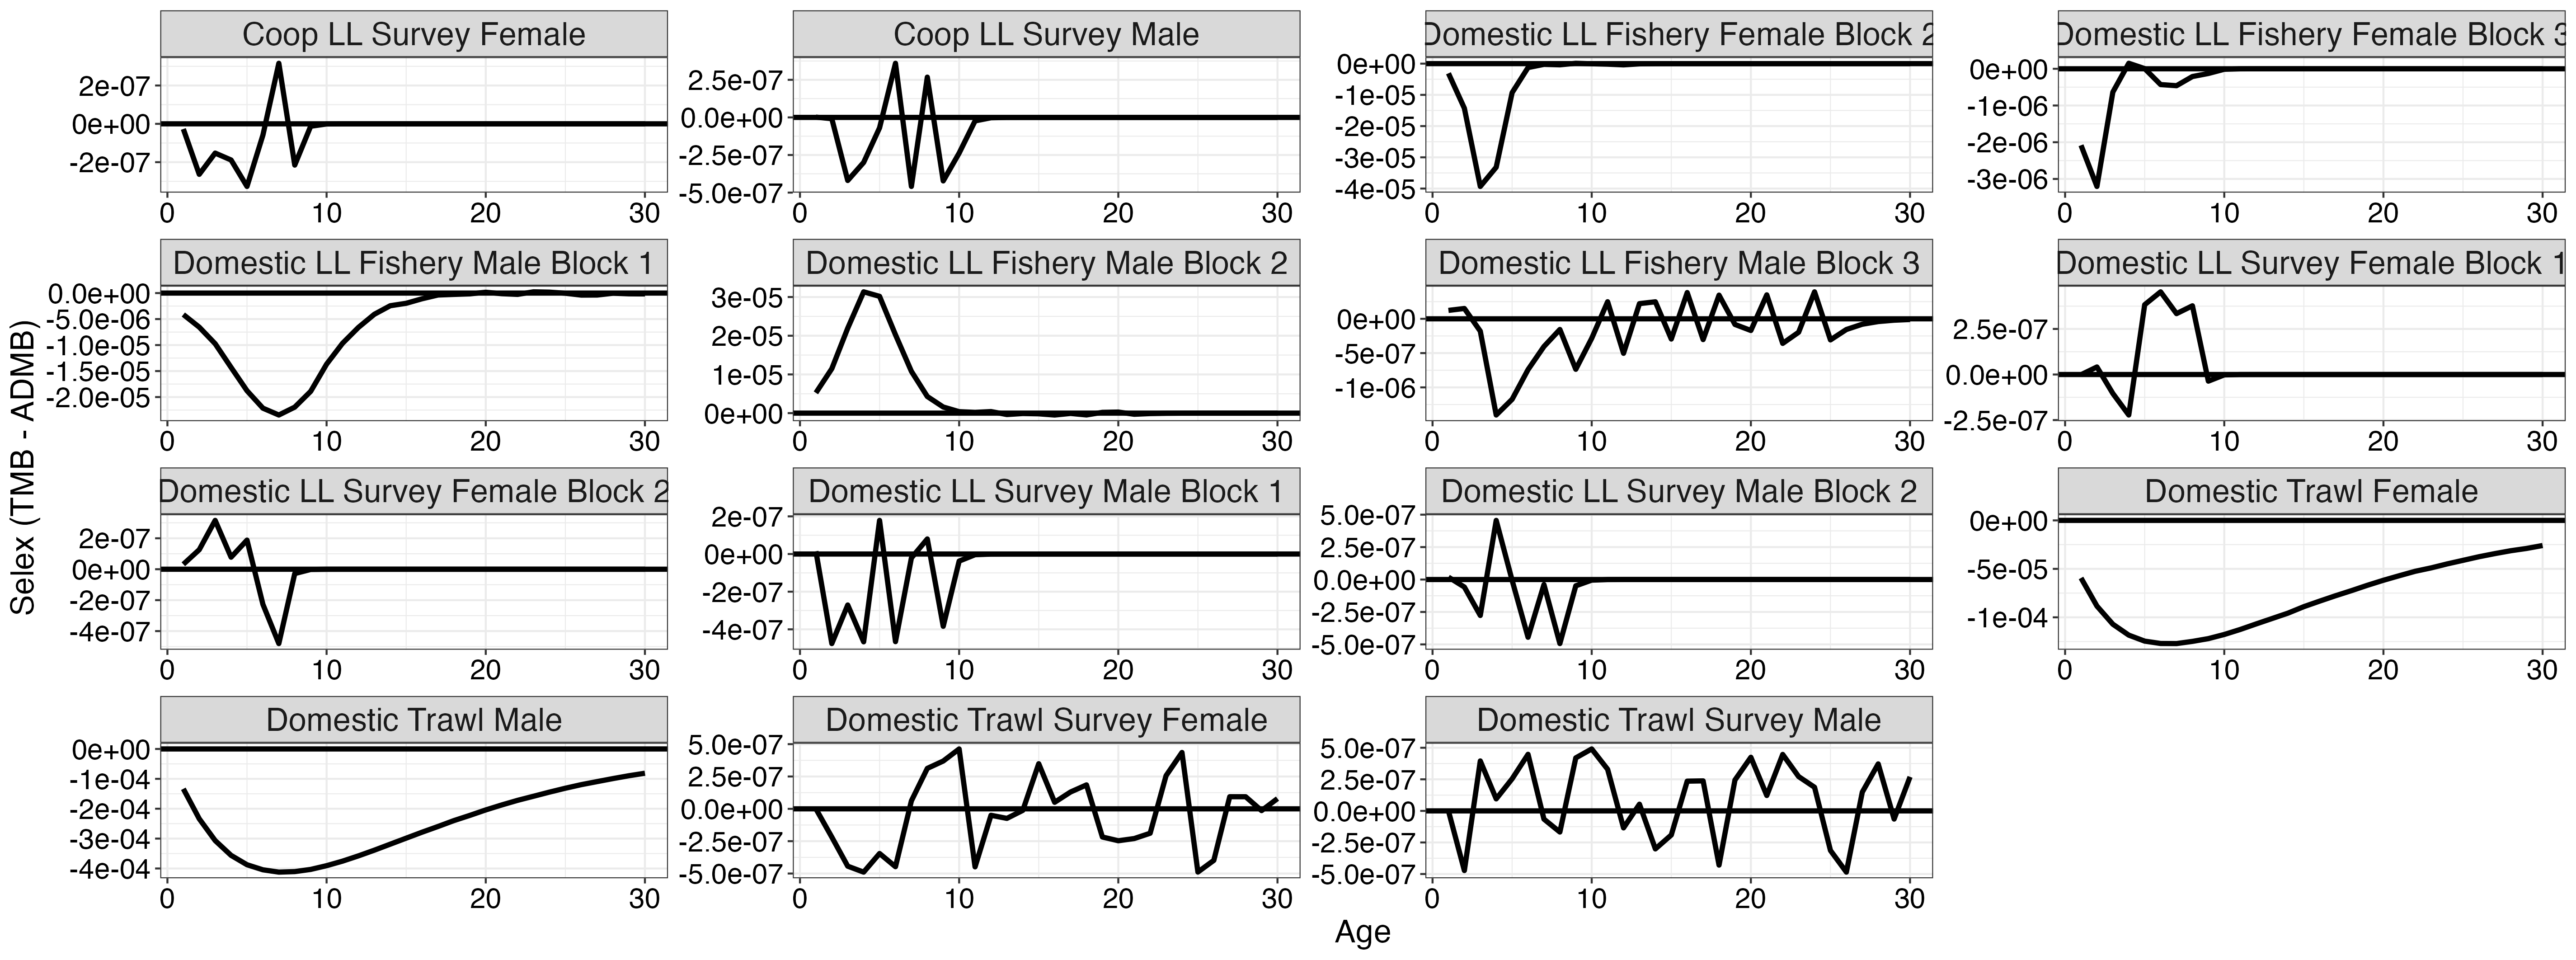 Coop LL Survey Female
Coop LL Survey Male
Domestic LL Fishery Female Block 2
Domestic LL Fishery Female Block 3
2e-07
0e+00
-2e-07
0 10 20 30
2.5e-07
0.0e+00
-2.5e-07
-5.0e-07
0 10 20 30
0e+00
-1e-05
-2e-05
-3e-05
-4e-05
0 10 20 30
0e+00
-1e-06
-2e-06
-3e-06
0 10 20 30
Domestic LL Fishery Male Block 1
Domestic LL Fishery Male Block 2
Domestic LL Fishery Male Block 3
Domestic LL Survey Female Block 1
0.0e+00
-5.0e-06
-1.0e-05
-1.5e-05
-2.0e-05
0 10 20 30
3e-05
2e-05
1e-05
0e+00
0 10 20 30
0e+00
-5e-07
-1e-06
0 10 20 30
2.5e-07
0.0e+00
-2.5e-07
0 10 20 30
Domestic LL Survey Female Block 2
Domestic LL Survey Male Block 1
Domestic LL Survey Male Block 2
Domestic Trawl Female
2e-07
0e+00
-2e-07
-4e-07
0 10 20 30
2e-07
0e+00
-2e-07
-4e-07
0 10 20 30
5.0e-07
2.5e-07
0.0e+00
-2.5e-07
-5.0e-07
0 10 20 30
0e+00
-5e-05
-1e-04
0 10 20 30
Domestic Trawl Male
Domestic Trawl Survey Female
Domestic Trawl Survey Male
0e+00
-1e-04
-2e-04
-3e-04
-4e-04
0 10 20 30
5.0e-07
2.5e-07
0.0e+00
-2.5e-07
-5.0e-07
0 10 20 30
5.0e-07
2.5e-07
0.0e+00
-2.5e-07
-5.0e-07
0 10 20 30
Selex (TMB - ADMB)
Age